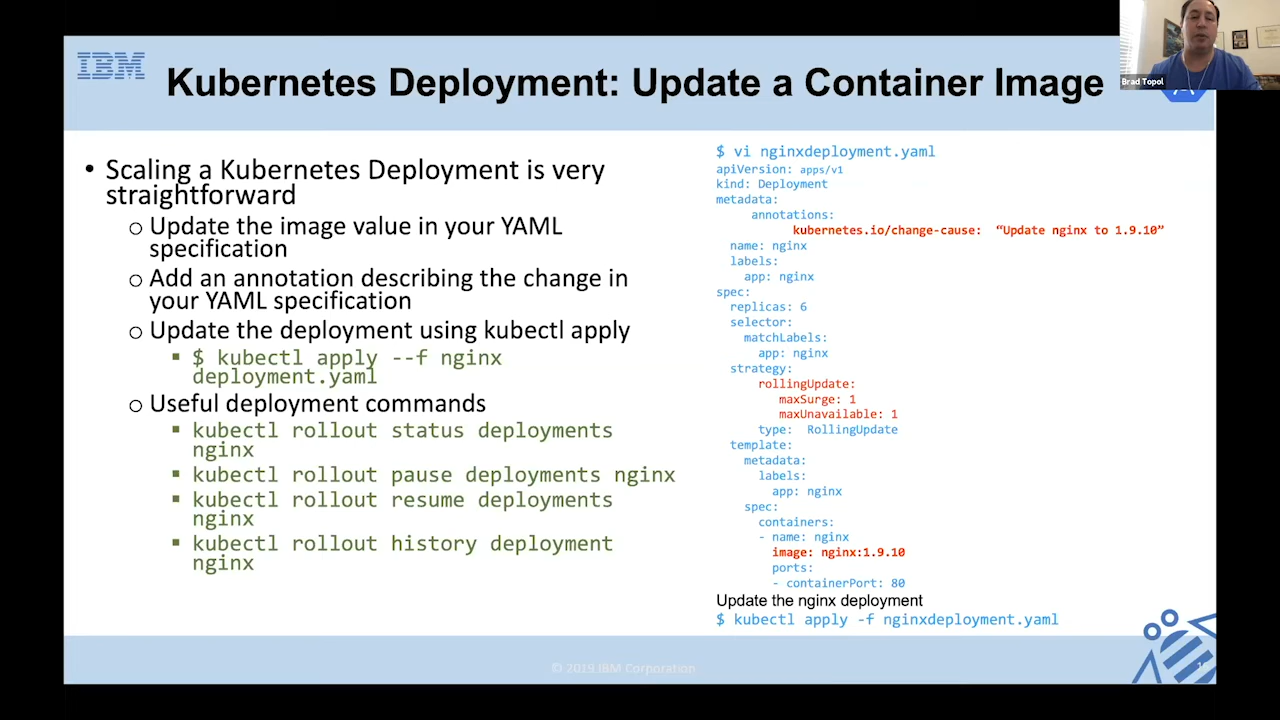 IBM
Kubernetes Deployment: Update a Container Image
Brad Topol
• Scaling a Kubernetes Deployment is very
straightforward
o Update the image value in your YAML
specification
o Add an annotation describing the change in
your YAML specification
o Update the deployment using kubectl apply
▪ $ kubectl apply --f nginx
deployment.yaml
o Useful deployment commands
▪ kubectl rollout status deployments
nginx
▪ kubectl rollout pause deployments nginx
▪ kubectl rollout resume deployments
nginx
▪ kubectl rollout history deployment
nginx
$ vi nginxdeployment.yaml
apiVersion: apps/v1
kind: Deployment
metadata:
annotations:
kubernetes.io/change-cause: “Update nginx to 1.9.10”
name: nginx
labels:
app: nginx
spec:
replicas: 6
selector:
matchLabels:
app: nginx
strategy:
rollingUpdate:
maxSurge: 1
maxUnavailable: 1
type: RollingUpdate
template:
metadata:
labels:
app: nginx
spec:
containers:
- name: nginx
image: nginx:1.9.10
ports:
- containerPort: 80
Update the nginx deployment
$ kubectl apply -f nginxdeployment.yaml
© 2019 IBM Corporation